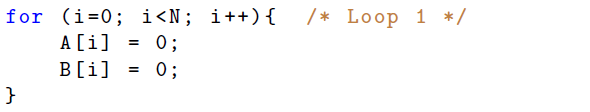 for (i=0; i<N; i++){  /* Loop 1 */
    A[i] = 0;
    B[i] = 0;
}